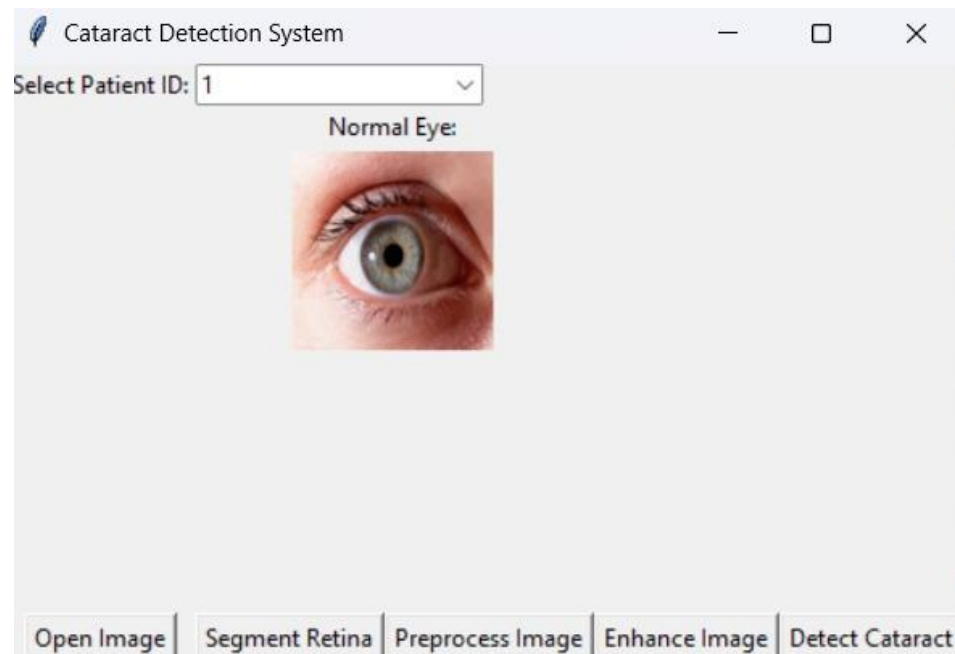 Cataract Detection System
Select Patient ID: 1
Normal Eye:
Open Image Segment Retina Preprocess Image Enhance Image Detect Cataract